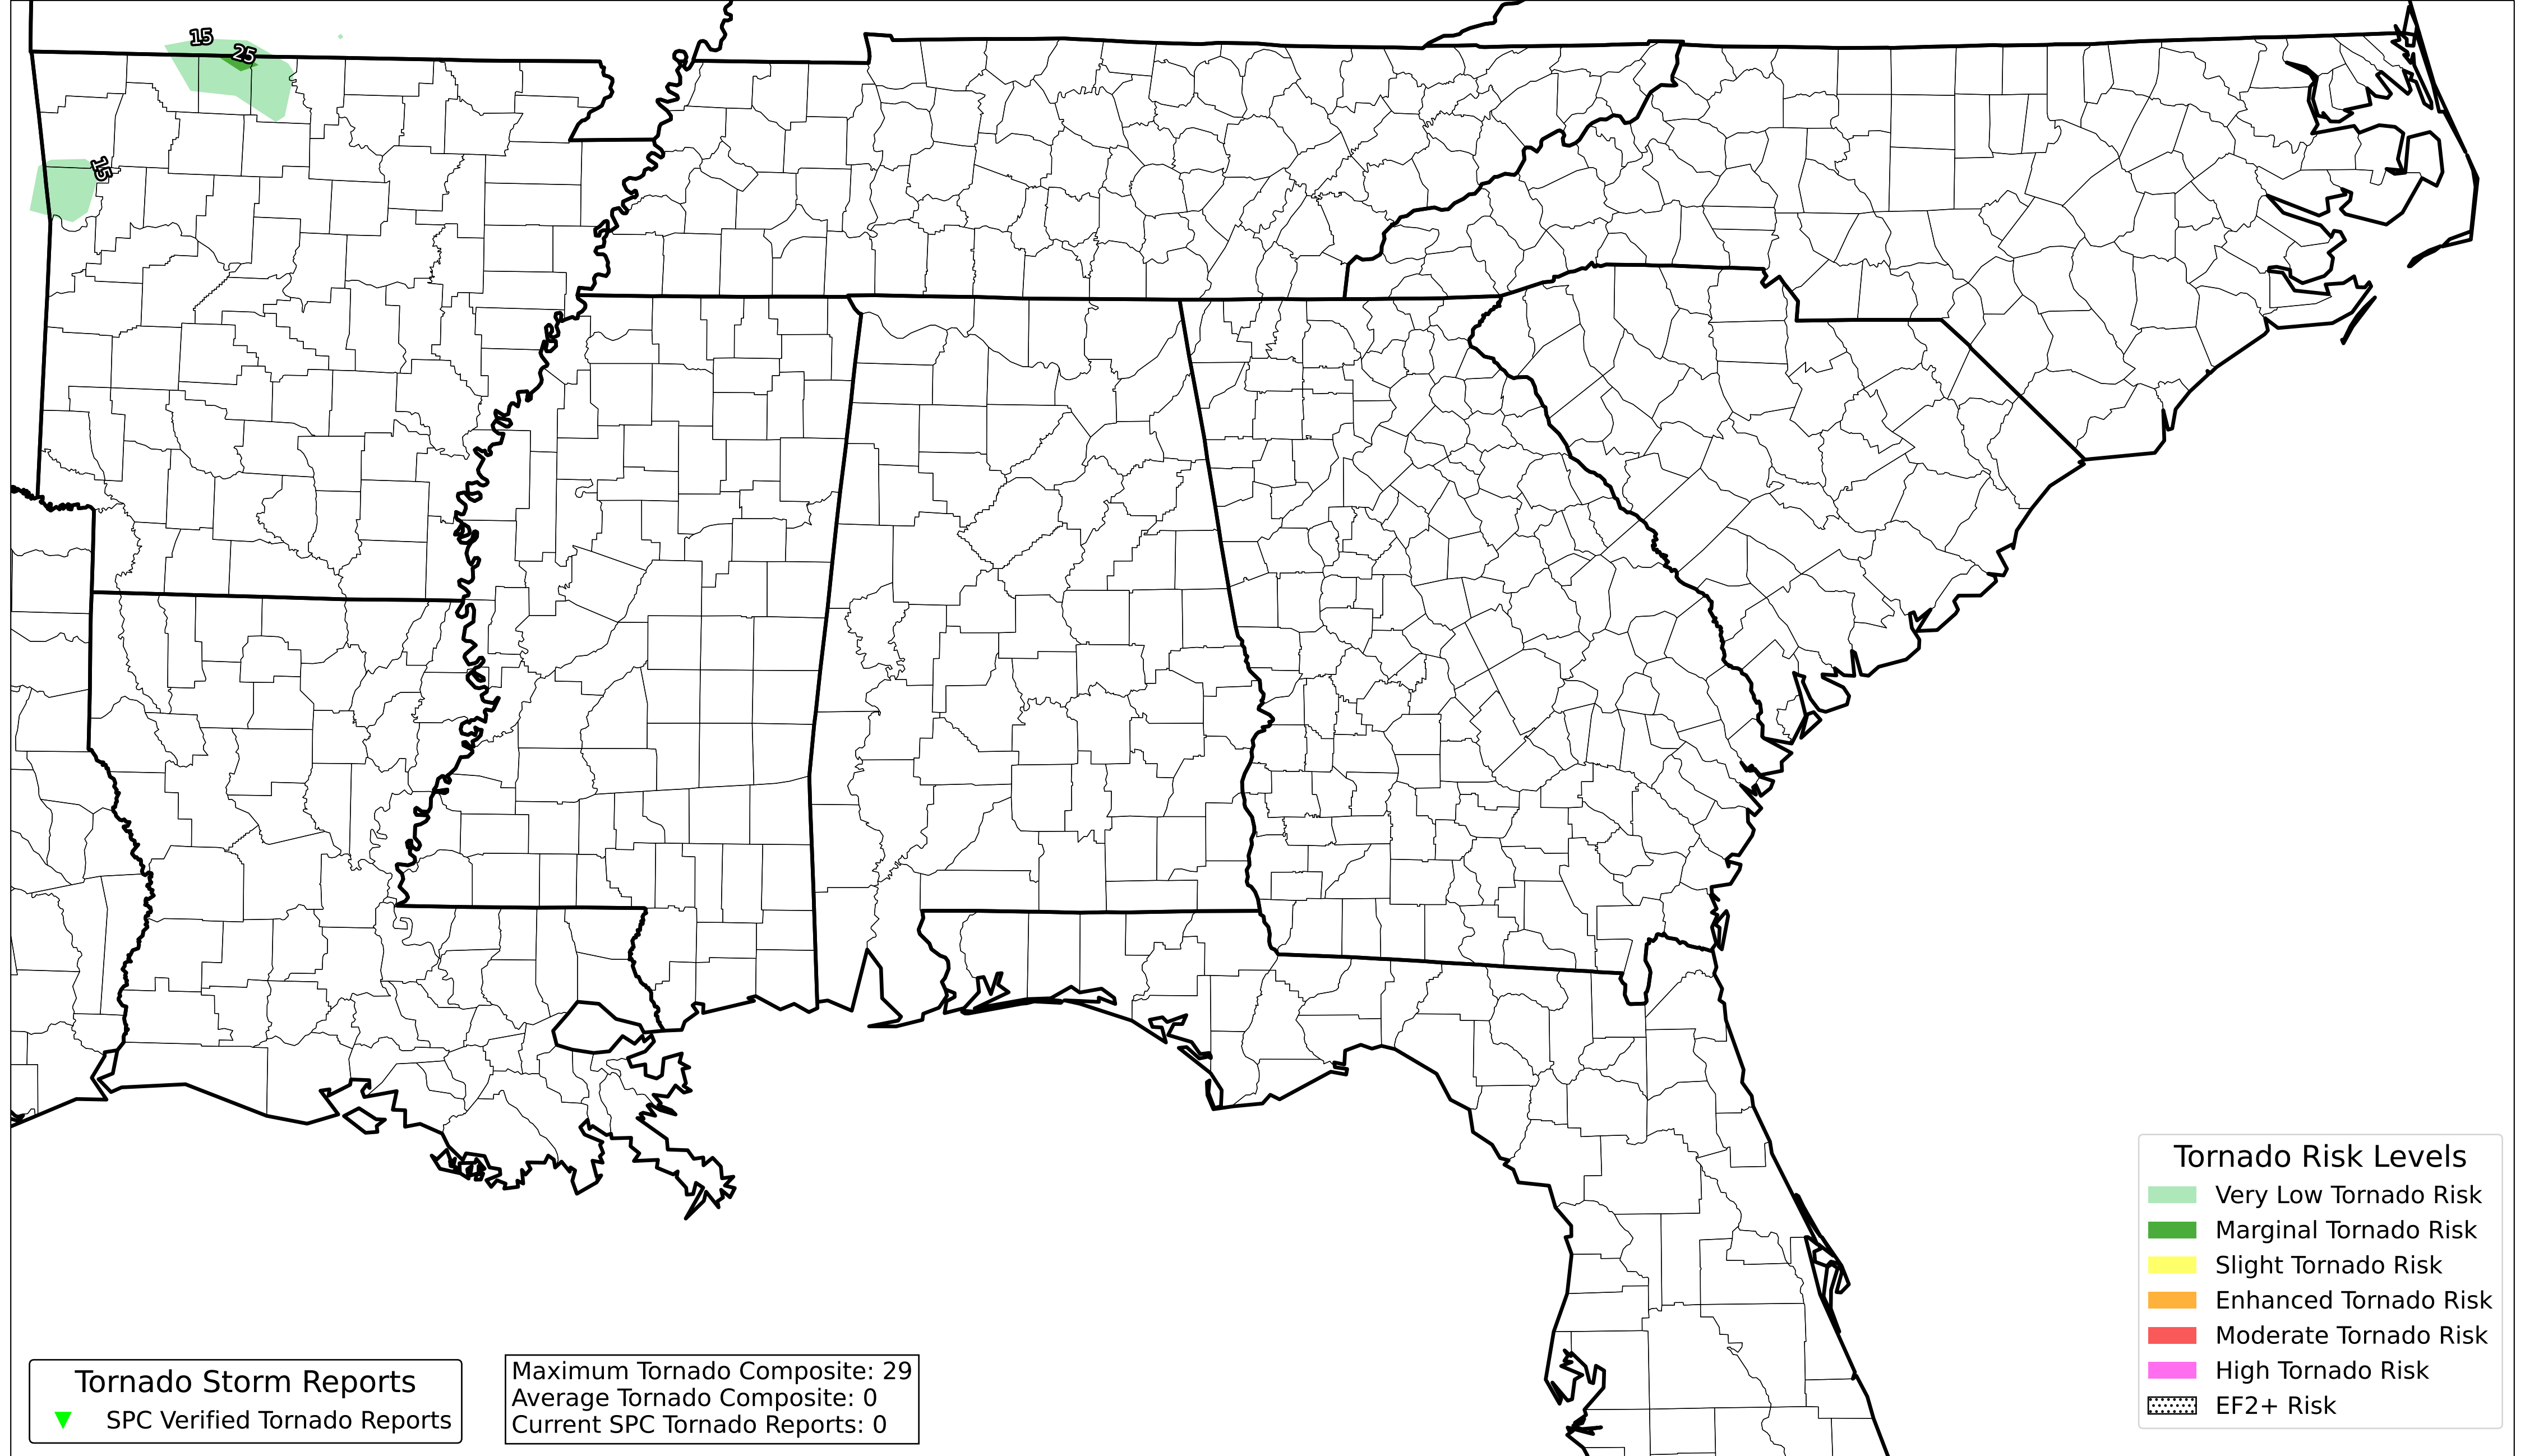 15
25
15
Tornado Storm Reports
SPC Verified Tornado Reports
Maximum Tornado Composite: 29
Average Tornado Composite: 0
Current SPC Tornado Reports: 0
Tornado Risk Levels
Very Low Tornado Risk
Marginal Tornado Risk
Slight Tornado Risk
Enhanced Tornado Risk
Moderate Tornado Risk
High Tornado Risk
EF2+ Risk